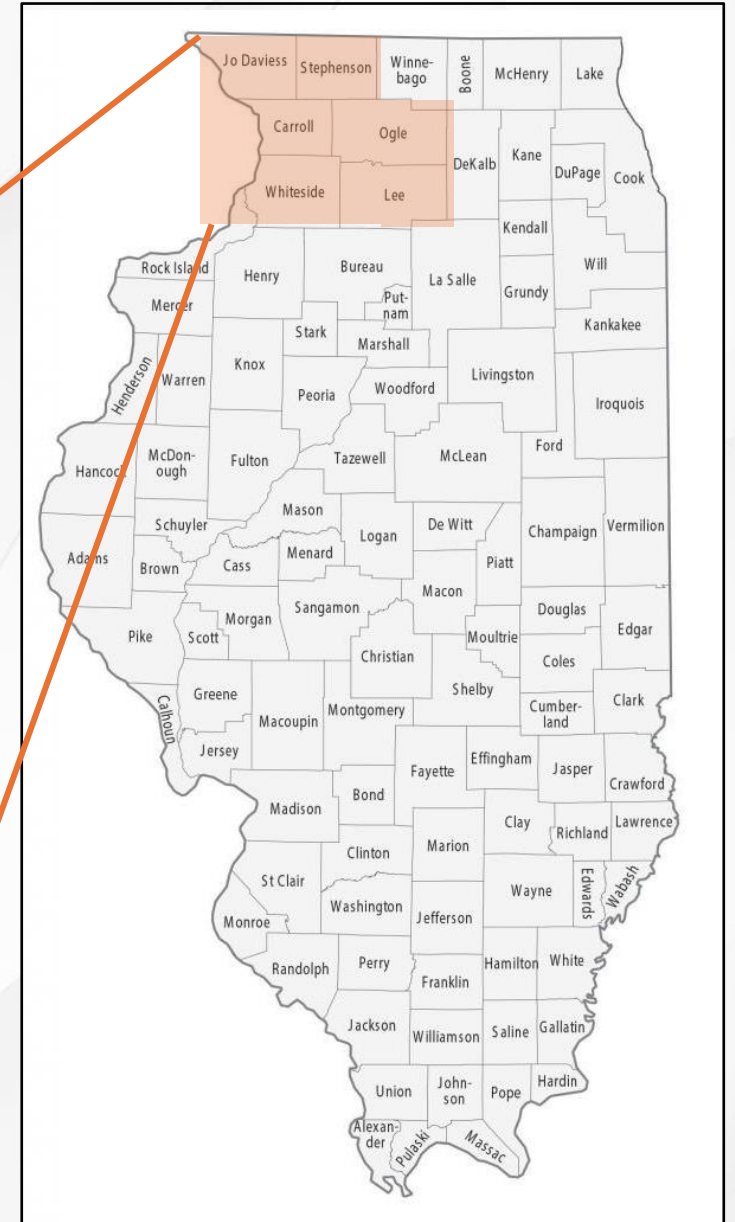 Jo Daviess
Stephenson
Winne-
bago
Boone
McHenry
Lake
Carroll
Ogle
DeKalb
Kane
DuPage
Cook
Whiteside
Lee
Kendall
Will
Rock Island
Henry
Bureau
La Salle
Grundy
Put-
nam
Mercer
Kankakee
Stark
Marshall
Henderson
Warren
Knox
Peoria
Woodford
Livingston
Iroquois
Hancock
McDon-
ough
Fulton
Tazewell
McLean
Ford
Schuyler
Mason
Logan
De Witt
Champaign
Vermilion
Adams
Brown
Cass
Menard
Piatt
Macon
Pike
Scott
Morgan
Sangamon
Christian
Moultrie
Douglas
Edgar
Coles
Shelby
Greene
Calhoun
Macoupin
Montgomery
Cumber-
land
Clark
Jersey
Fayette
Effingham
Jasper
Crawford
Madison
Bond
Clay
Richland
Lawrence
Clinton
Marion
St Clair
Wayne
Edwards
Wabash
Washington
Jefferson
Monroe
Randolph
Perry
Hamilton
White
Franklin
Jackson
Williamson
Saline
Gallatin
Union
John-
son
Pope
Hardin
Alexan-
der
Pulaski
Massac